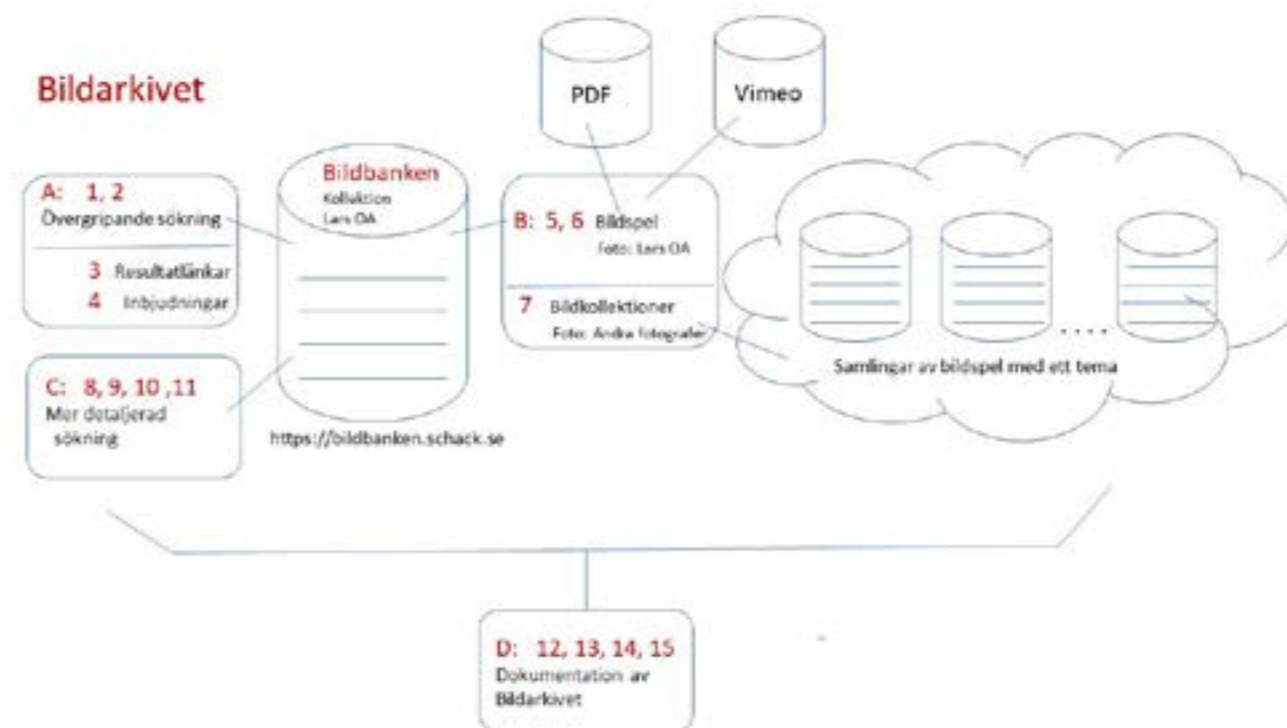 Bildarkivet
PDF
Vimeo
A: 1, 2
Övergripande sökning
3 Resultatlänkar
4 Inbjudningar
Bildbanken
Kollektion
Lars OA
https://bildbanken.schack.se
B: 5, 6 Bildspel
Foto: Lars OA
7 Bildkollektioner
Foto: Andra fotografer
. . . .
Samlingar av bildspel med ett tema
C: 8, 9, 10 ,11
Mer detaljerad
sökning
D: 12, 13, 14, 15
Dokumentation av
Bildarkivet